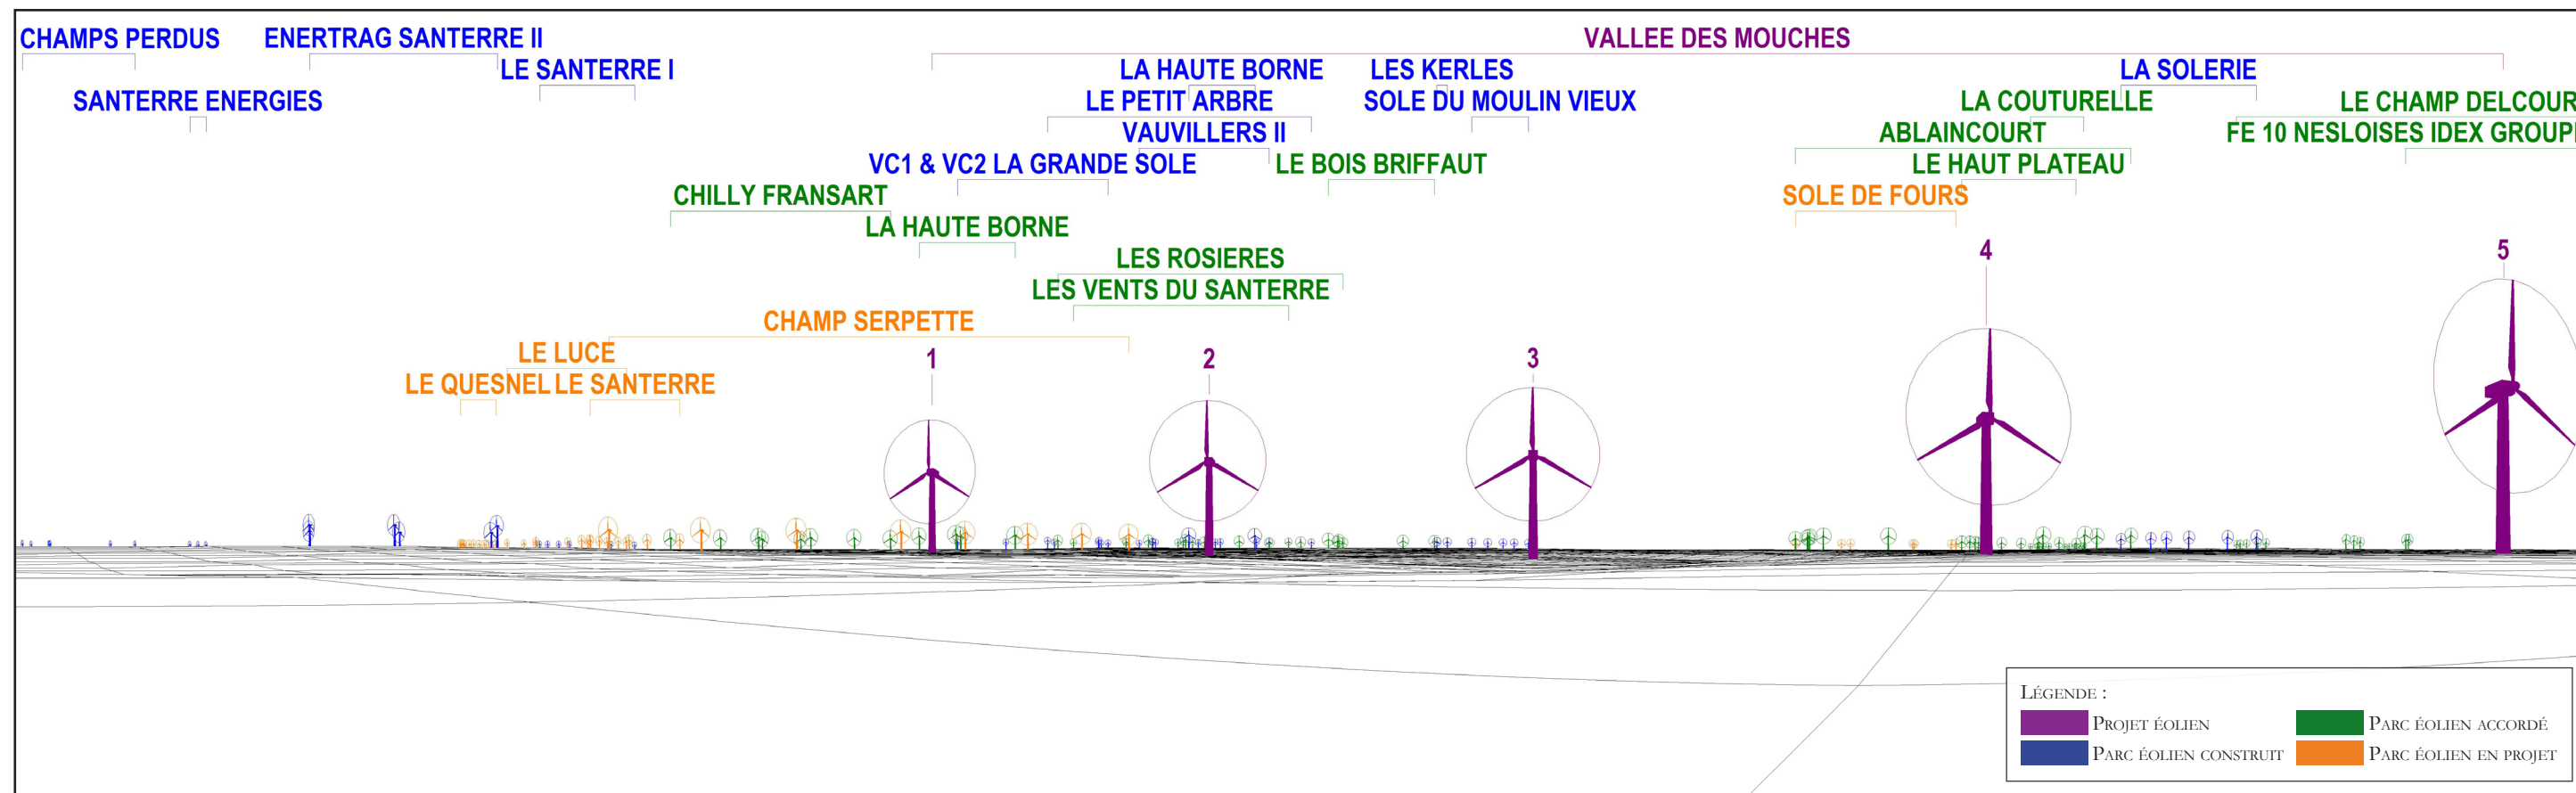 CHAMPS PERDUS ENERTRAG SANTERRE II VALLEE DES MOUCHES
LE SANTERRE I LA HAUTE BORNE LES KERLES LA SOLERIE
SANTERRE ENERGIES LE PETIT ARBRE SOLE DU MOULIN VIEUX LA COUTURELLE LE CHAMP DELCOUR
VAUVILLERS II ABLAINCOURT FE 10 NESLOISES IDEX GROUP
VC1 & VC2 LA GRANDE SOLE LE BOIS BRIFFAUT LE HAUT PLATEAU
CHILLY FRANSART SOLE DE FOURS
LA HAUTE BORNE
4 5
LES ROSIERES
LES VENTS DU SANTERRE
CHAMP SERPETTE
LE LUCE 1 2 3
LE QUESNEL LE SANTERRE
LÉGENDE :
PROJET ÉOLIEN PARC ÉOLIEN ACCORDÉ
PARC ÉOLIEN CONSTRUIT PARC ÉOLIEN EN PROJET